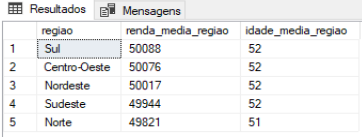 Resultados Mensagens
regiao renda_media_regiao idade_media_regiao
1 Sul 50088 52
2 Centro-Oeste 50076 52
3 Nordeste 50017 52
4 Sudeste 49944 52
5 Norte 49821 51